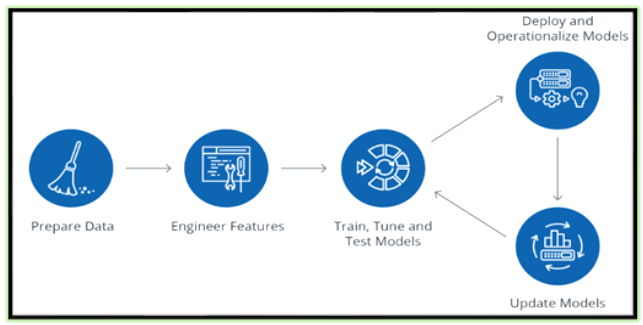 Deploy and
Operationalize Models
Prepare Data
Engineer Features
Train, Tune and
Test Models
Update Models